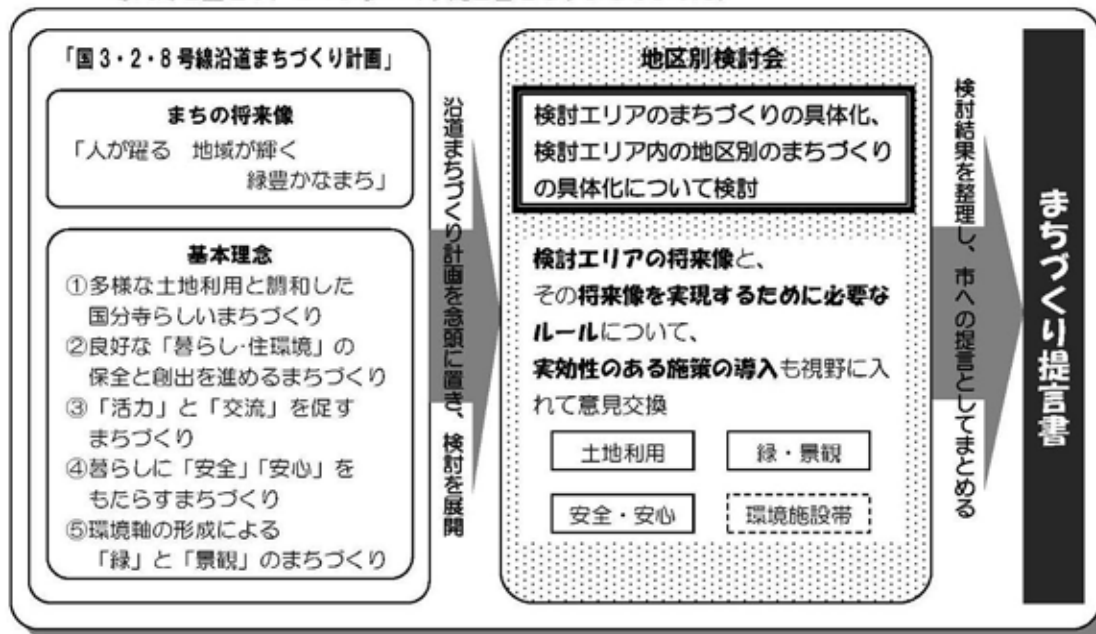 「国3・2・8号線沿道まちづくり計画」
まちの将来像
「人が躍る 地域が輝く
緑豊かなまち」
基本理念
①多様な土地利用と調和した
国分寺らしいまちづくり
②良好な「暮らし・住環境」の
保全と創出を進めるまちづくり
③「活力」と「交流」を促す
まちづくり
④暮らしに「安全」「安心」を
もたらすまちづくり
⑤環境軸の形成による
「緑」と「景観」のまちづくり
沿道まちづくり計画を念頭に置き、検討を展開
地区別検討会
検討エリアのまちづくりの具体化、
検討エリア内の地区別のまちづくり
の具体化について検討
検討エリアの将来像と、
その将来像を実現するために必要な
ルールについて、
実効性のある施策の導入も視野に入
れて意見交換
土地利用
緑・景観
安全・安心
環境施設帯
検討結果を整理し、市への提言としてまとめる
まちづくり提言書